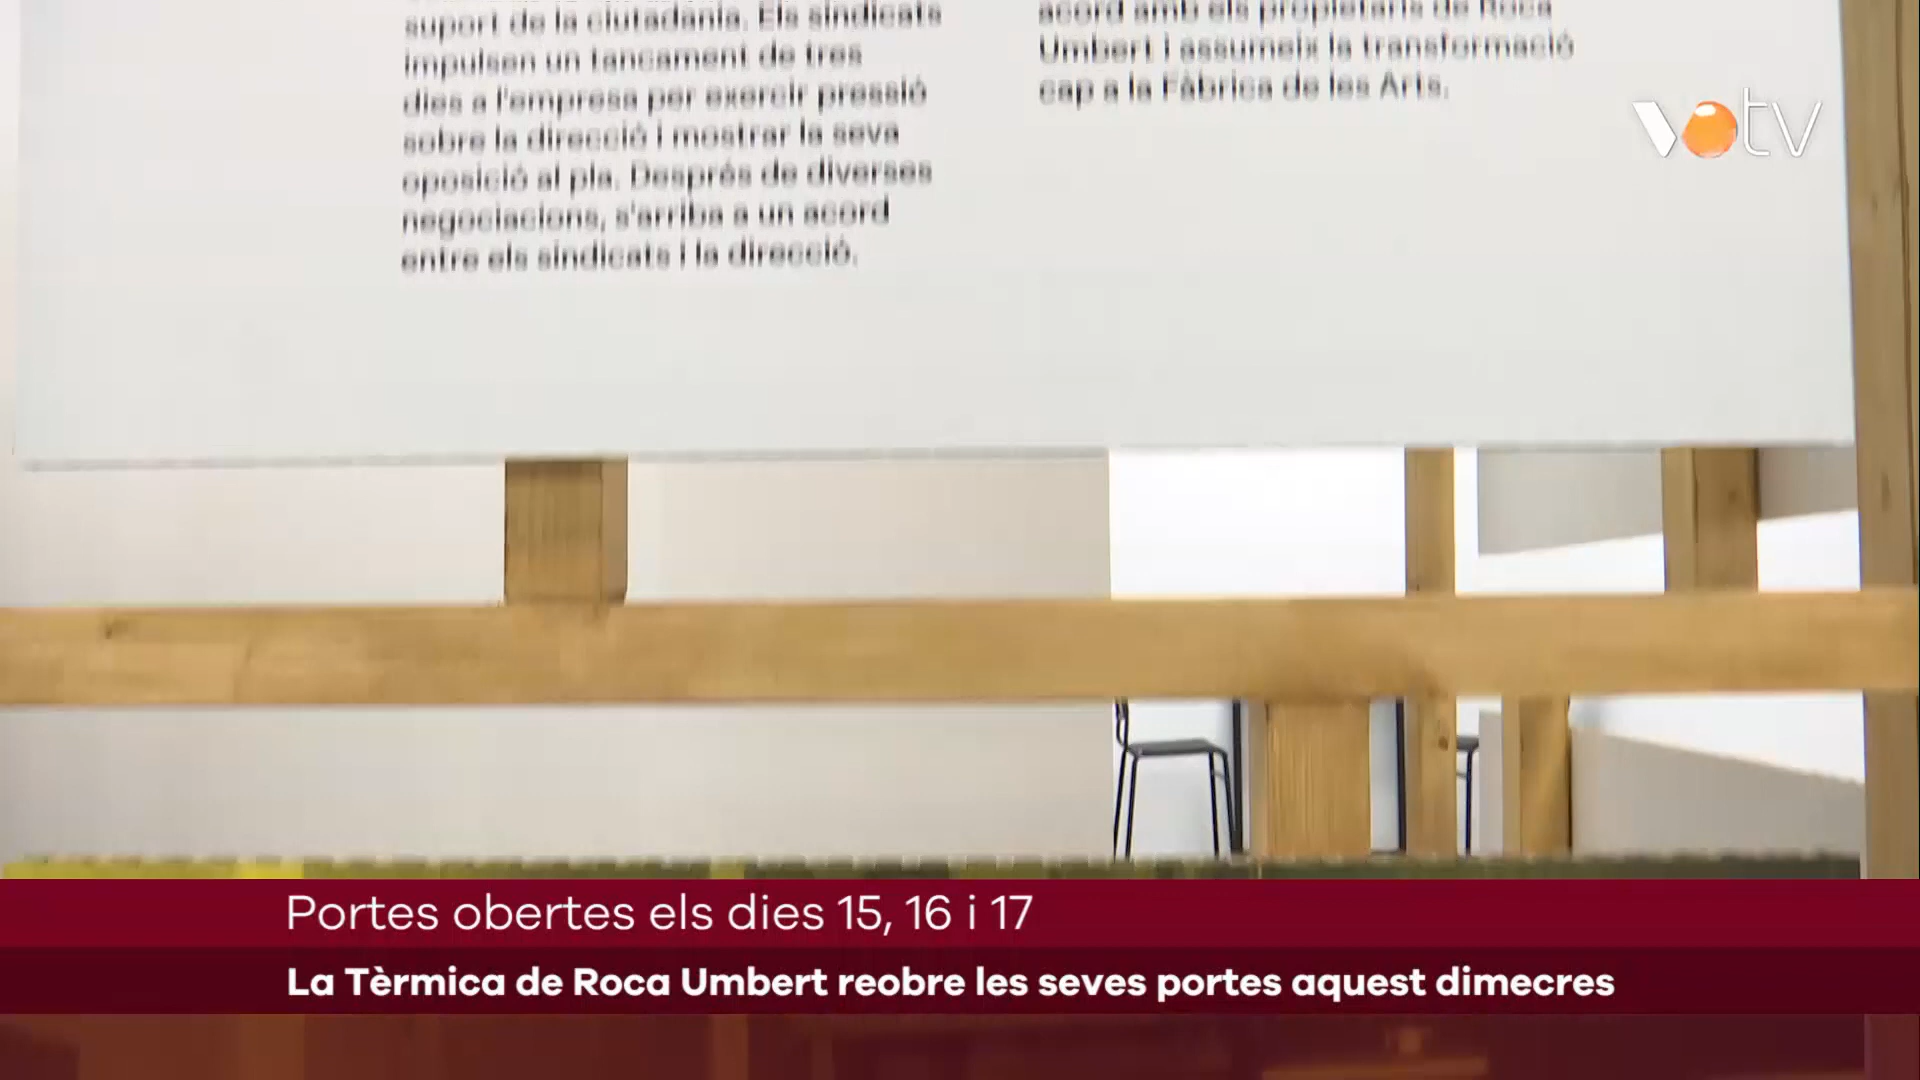 suport de la ciutadania. Els sindicats
impulsen un tancament de tres
dies a l'empresa per exercir pressió
sobre la direcció i mostrar la seva
oposició al pla. Després de diverses
negociacions, s'arriba a un acord
entre els sindicats i la direcció.
acord amb els propietaris de Roca
Umbert i assumeix la transformació
cap a la Fàbrica de les Arts.
votv
Portes obertes els dies 15, 16 i 17
La Tèrmica de Roca Umbert reobre les seves portes aquest dimecres